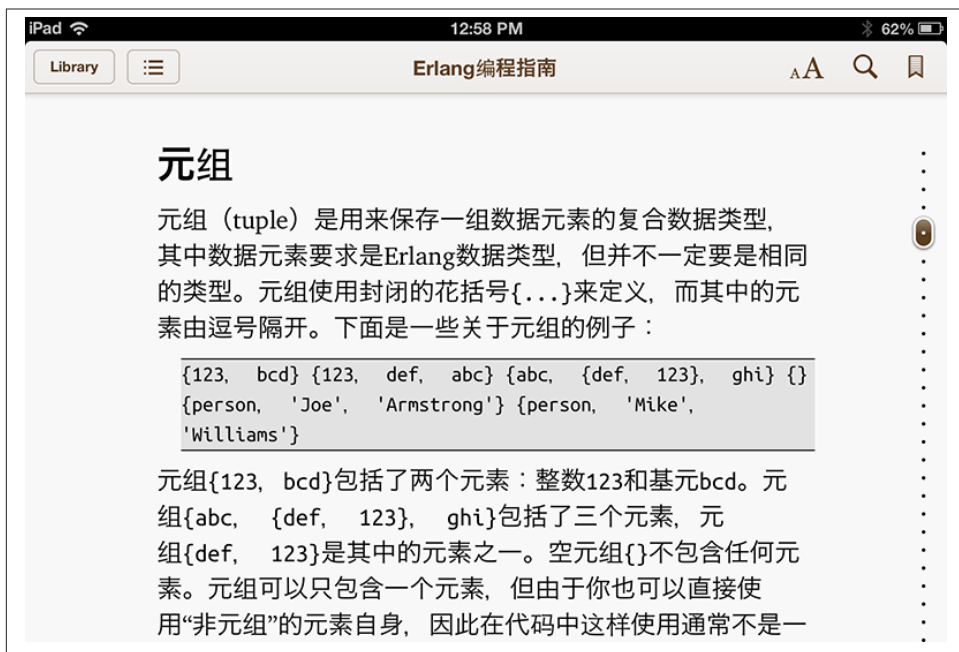 iPad 12:58 PM 62%
Library Erlang编程指南 AA
元组
元组（tuple）是用来保存一组数据元素的复合数据类型，
其中数据元素要求是Erlang数据类型，但并不一定要是相同
的类型。元组使用封闭的花括号{...}来定义，而其中的元
素由逗号隔开。下面是一些关于元组的例子：
{123, bcd} {123, def, abc} {abc, {def, 123}, ghi} {}
{person, 'Joe', 'Armstrong'} {person, 'Mike',
'Williams'}
元组{123, bcd}包括了两个元素：整数123和基元bcd。元
组{abc, {def, 123}, ghi}包括了三个元素，元
组{def, 123}是其中的元素之一。空元组{}不包含任何元
素。元组可以只包含一个元素，但由于你也可以直接使
用“非元组”的元素自身，因此在代码中这样使用通常不是一